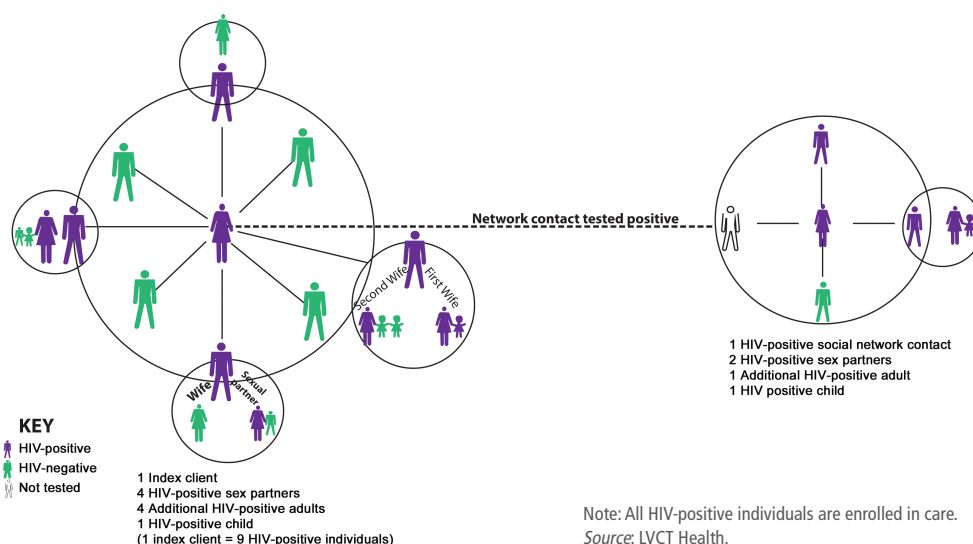 Network contact tested positive
Second Wife
First Wife
Wife
Sexual
partner
1 HIV-positive social network contact
2 HIV-positive sex partners
1 Additional HIV-positive adult
1 HIV positive child
KEY
HIV-positive
HIV-negative
Not tested
1 Index client
4 HIV-positive sex partners
4 Additional HIV-positive adults
1 HIV-positive child
(1 index client = 9 HIV-positive individuals)
Note: All HIV-positive individuals are enrolled in care.
Source: LVCT Health.